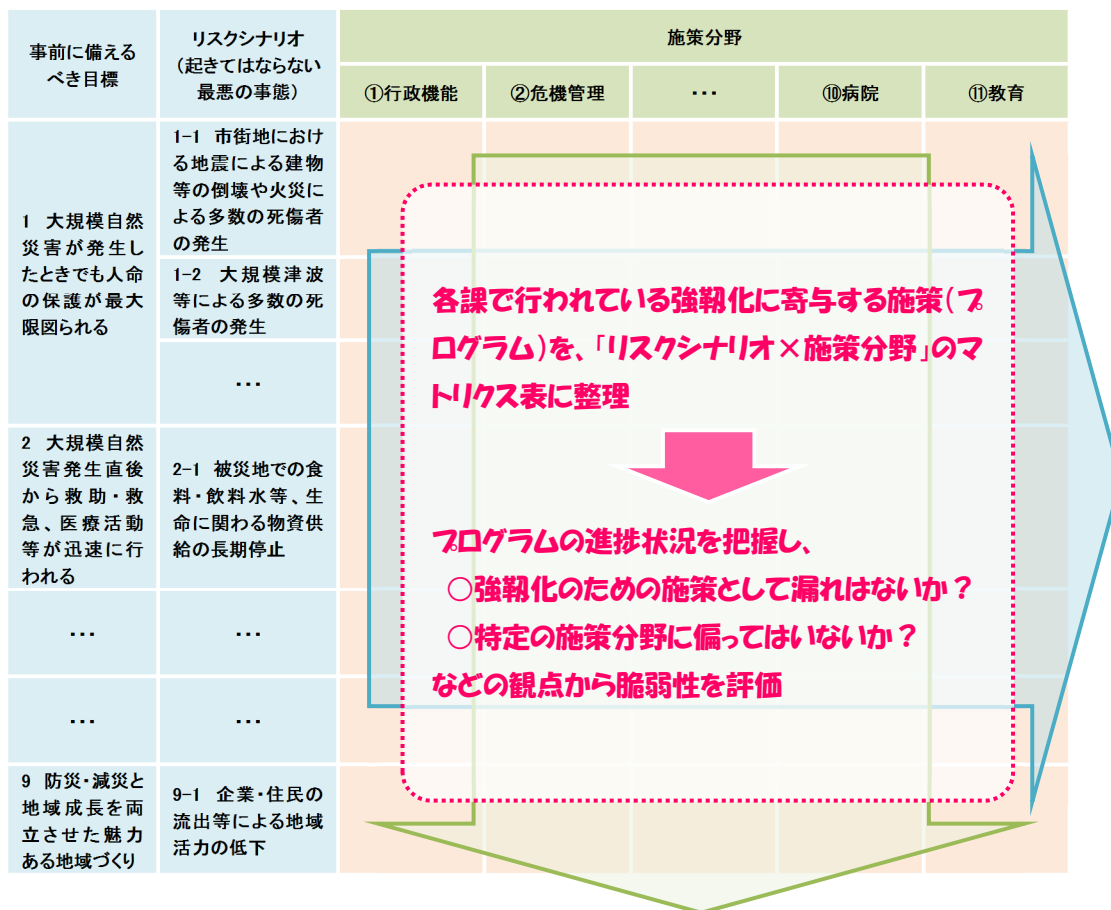 事前に備える
べき目標
リスクシナリオ
(起きてはならない
最悪の事態)
施策分野
①行政機能
②危機管理
・・・
⑩病院
⑪教育
1 大規模自然
災害が発生し
たときでも人命
の保護が最大
限図られる
1-1 市街地におけ
る地震による建物
等の倒壊や火災に
よる多数の死傷者
の発生
1-2 大規模津波
等による多数の死
傷者の発生
・・・
2 大規模自然
災害発生直後
から救助・救
急、医療活動
等が迅速に行
われる
2-1 被災地での食
料・飲料水等、生
命に関わる物資供
給の長期停止
・・・
・・・
・・・
・・・
9 防災・減災と
地域成長を両
立させた魅力
ある地域づくり
9-1 企業・住民の
流出等による地域
活力の低下
各課で行われている強靱化に寄与する施策(プ
ログラム)を、「リスクシナリオ×施策分野」のマ
トリクス表に整理
プログラムの進捗状況を把握し、
○強靱化のための施策として漏れはないか?
○特定の施策分野に偏ってはいないか?
などの観点から脆弱性を評価